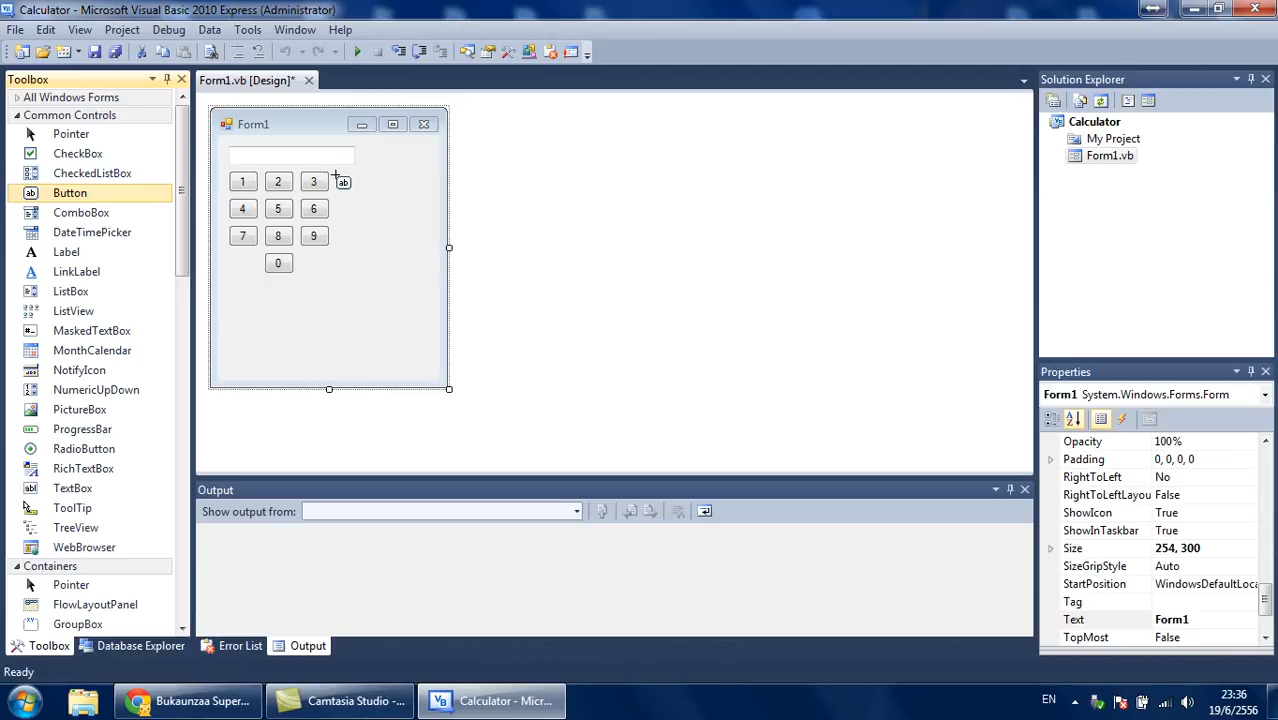 Calculator - Microsoft Visual Basic 2010 Express (Administrator)
File Edit View Project Debug Data Tools Window Help
Toolbox
All Windows Forms
Common Controls
Pointer
CheckBox
CheckedListBox
ab Button
ComboBox
DateTimePicker
A Label
A LinkLabel
ListBox
ListView
MaskedTextBox
MonthCalendar
NotifyIcon
NumericUpDown
PictureBox
ProgressBar
RadioButton
RichTextBox
abl TextBox
ToolTip
TreeView
WebBrowser
Containers
Pointer
FlowLayoutPanel
GroupBox
Toolbox Database Explorer Error List Output
Form1.vb [Design]*
Form1
1 2 3 ab
4 5 6
7 8 9
0
Output
Show output from:
Solution Explorer
Calculator
My Project
Form1.vb
Properties
Form1 System.Windows.Forms.Form
Opacity 100%
Padding 0, 0, 0, 0
RightToLeft No
RightToLeftLayou False
ShowIcon True
ShowInTaskbar True
Size 254, 300
SizeGripStyle Auto
StartPosition WindowsDefaultLoca
Tag
Text Form1
TopMost False
Ready
Bukaunzaa Super...
Camtasia Studio -...
VB Calculator - Micr...
EN
23:36
19/6/2556